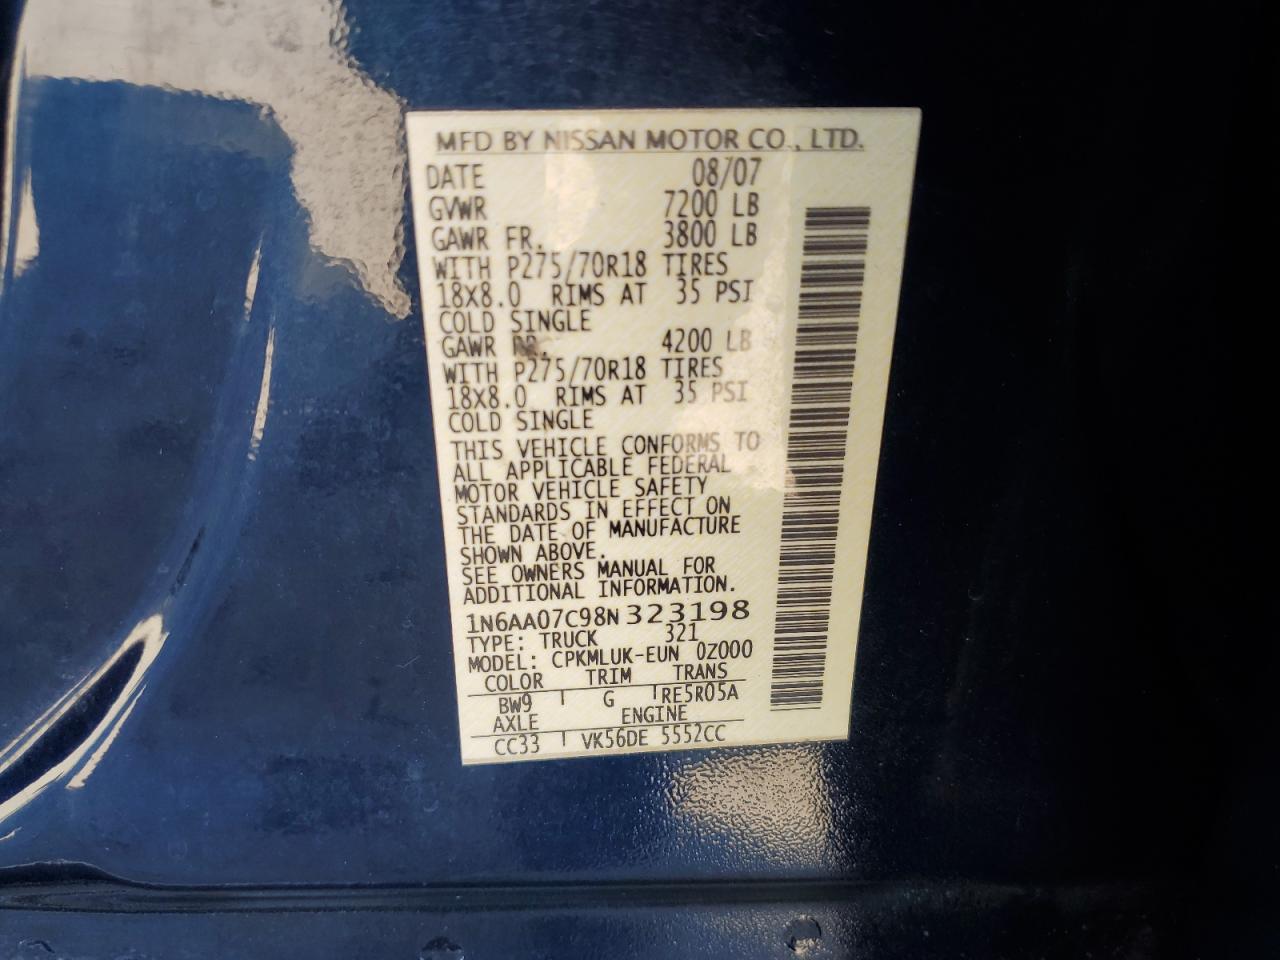 MFD BY NISSAN MOTOR CO., LTD.
DATE 08/07
GVWR 7200 LB
GAWR FR. 3800 LB
WITH P275/70R18 TIRES
18X8.0 RIMS AT 35 PSI
COLD SINGLE
GAWR RR. 4200 LB
WITH P275/70R18 TIRES
18X8.0 RIMS AT 35 PSI
COLD SINGLE
THIS VEHICLE CONFORMS TO
ALL APPLICABLE FEDERAL
MOTOR VEHICLE SAFETY
STANDARDS IN EFFECT ON
THE DATE OF MANUFACTURE
SHOWN ABOVE.
SEE OWNERS MANUAL FOR
ADDITIONAL INFORMATION.
1N6AA07C98N323198
TYPE: TRUCK 321
MODEL: CPKMLUK-EUN 0Z000
COLOR TRIM TRANS
BW9 G RE5R05A
AXLE ENGINE
CC33 VK56DE 5552CC